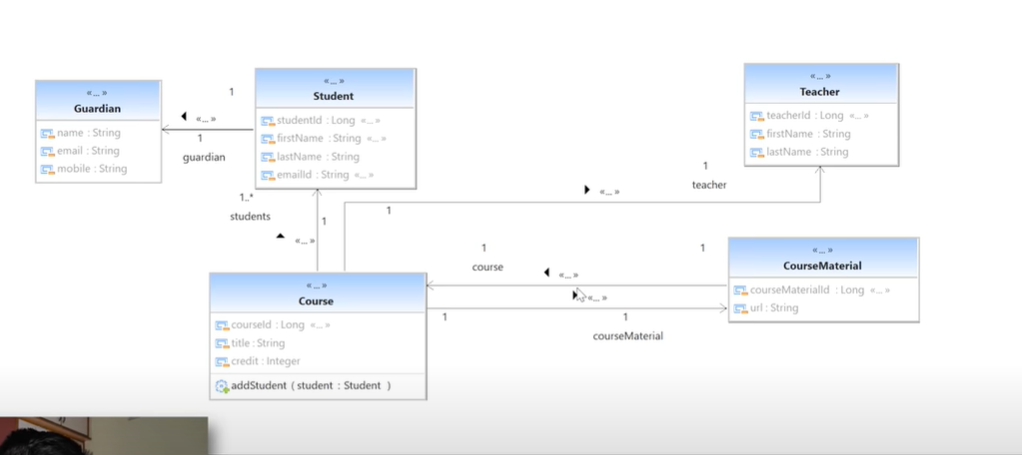 «... »
Guardian
name : String
email : String
mobile : String
1
«... »
1
guardian
«... »
Student
studentId : Long «... »
firstName : String «... »
lastName : String
emailId : String «... »
«... »
Teacher
teacherId : Long «... »
firstName : String
lastName : String
1..*
students
1
«... »
1
«... »
1
teacher
«... »
Course
courseId : Long «... »
title : String
credit : Integer
addStudent ( student : Student )
1
course
«... »
1
1
«... »
1
courseMaterial
«... »
CourseMaterial
courseMaterialId : Long «... »
url : String